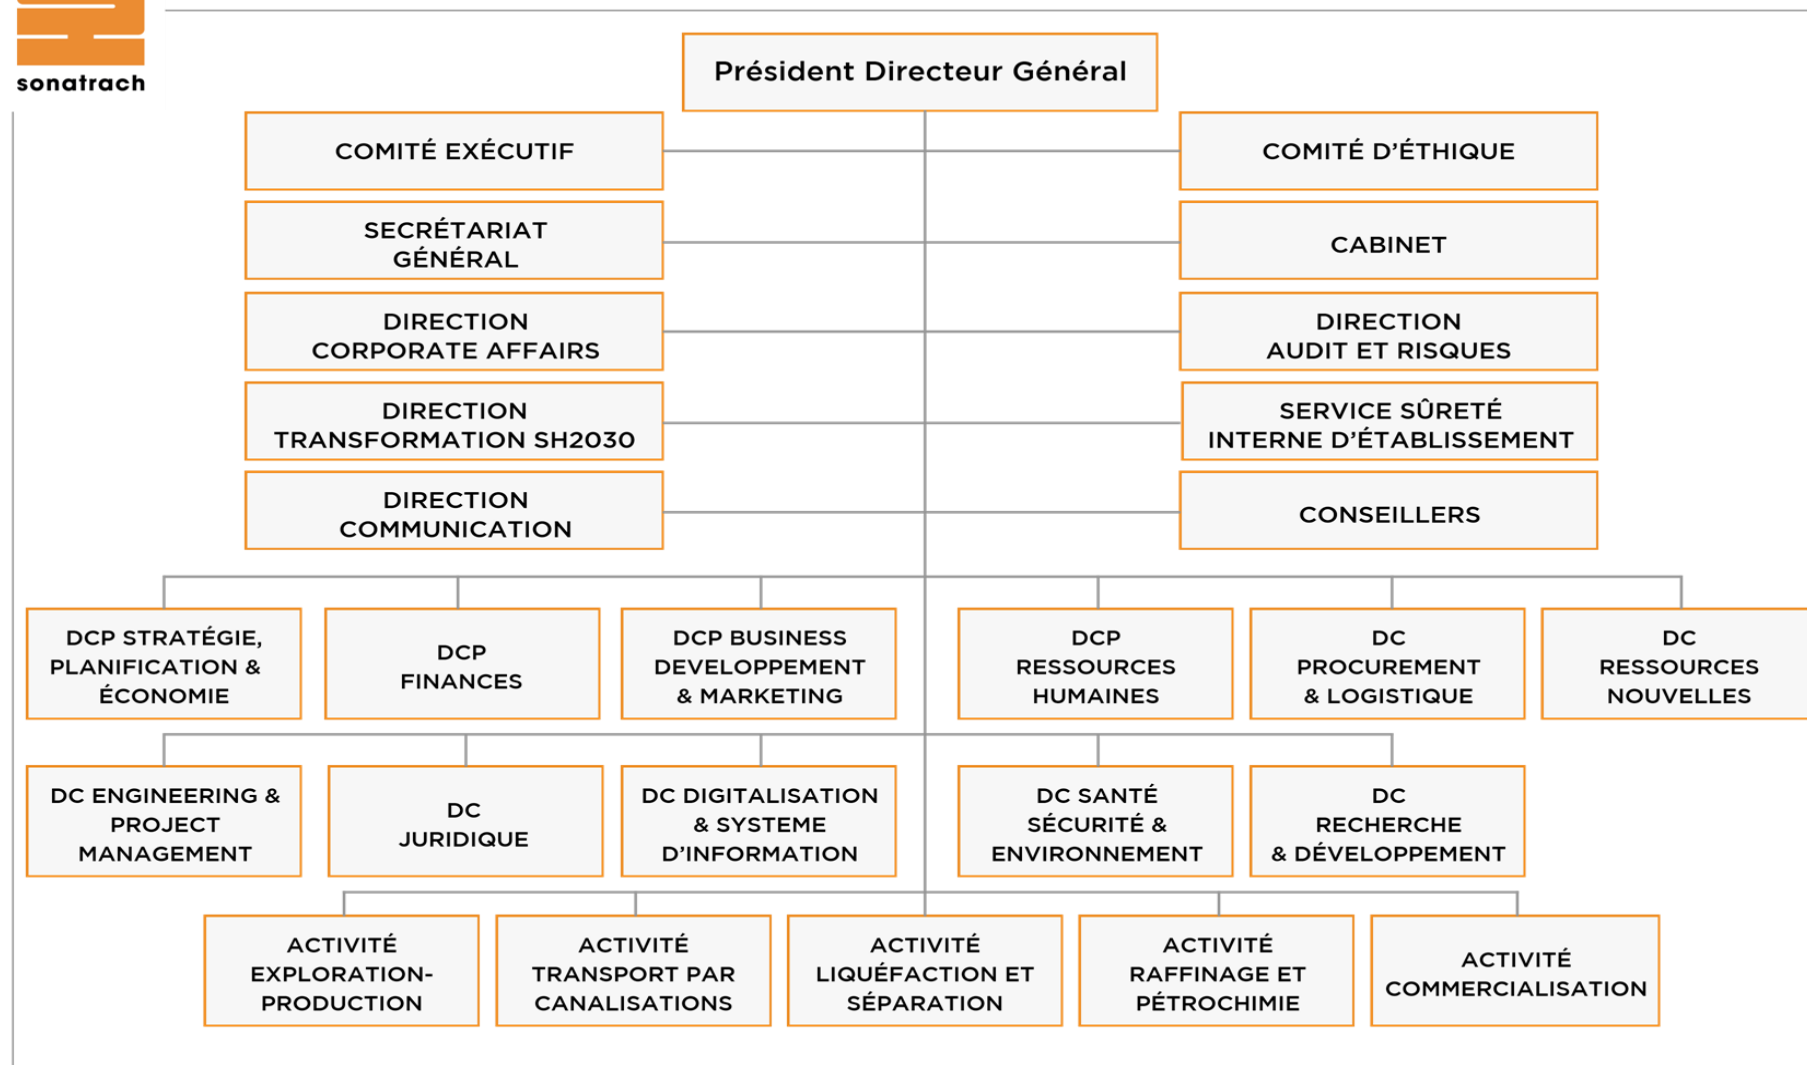 sonatrach
Président Directeur Général
COMITÉ EXÉCUTIF
COMITÉ D’ÉTHIQUE
SECRÉTARIAT
GÉNÉRAL
CABINET
DIRECTION
CORPORATE AFFAIRS
DIRECTION
AUDIT ET RISQUES
DIRECTION
TRANSFORMATION SH2030
SERVICE SÛRETÉ
INTERNE D’ÉTABLISSEMENT
DIRECTION
COMMUNICATION
CONSEILLERS
DCP STRATÉGIE,
PLANIFICATION &
ÉCONOMIE
DCP
FINANCES
DCP BUSINESS
DEVELOPPEMENT
& MARKETING
DCP
RESSOURCES
HUMAINES
DC
PROCUREMENT
& LOGISTIQUE
DC
RESSOURCES
NOUVELLES
DC ENGINEERING &
PROJECT
MANAGEMENT
DC
JURIDIQUE
DC DIGITALISATION
& SYSTEME
D’INFORMATION
DC SANTÉ
SÉCURITÉ &
ENVIRONNEMENT
DC
RECHERCHE
& DÉVELOPPEMENT
ACTIVITÉ
EXPLORATION-
PRODUCTION
ACTIVITÉ
TRANSPORT PAR
CANALISATIONS
ACTIVITÉ
LIQUÉFACTION ET
SÉPARATION
ACTIVITÉ
RAFFINAGE ET
PÉTROCHIMIE
ACTIVITÉ
COMMERCIALISATION